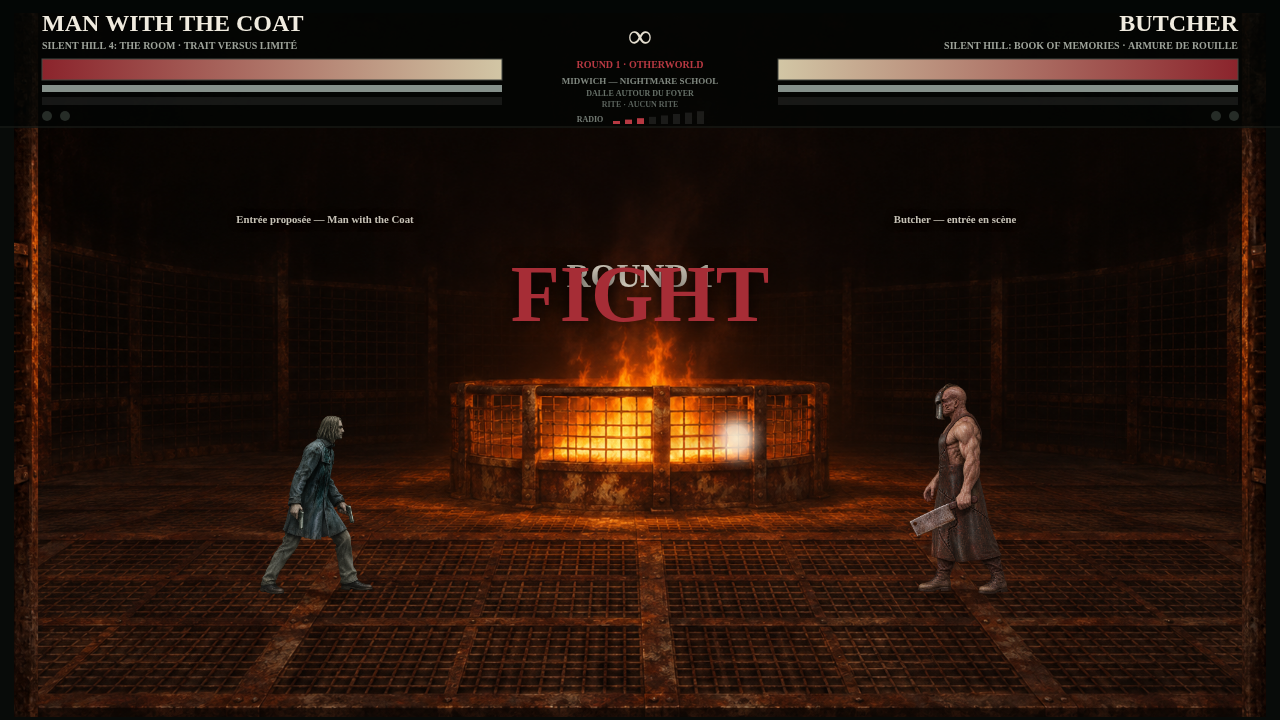 MAN WITH THE COAT
SILENT HILL 4: THE ROOM · TRAIT VERSUS LIMITÉ
∞
ROUND 1 · OTHERWORLD
MIDWICH — NIGHTMARE SCHOOL
DALLE AUTOUR DU FOYER
RITE · AUCUN RITE
RADIO
BUTCHER
SILENT HILL: BOOK OF MEMORIES · ARMURE DE ROUILLE
Entrée proposée — Man with the Coat
Butcher — entrée en scène
ROUND 1
FIGHT